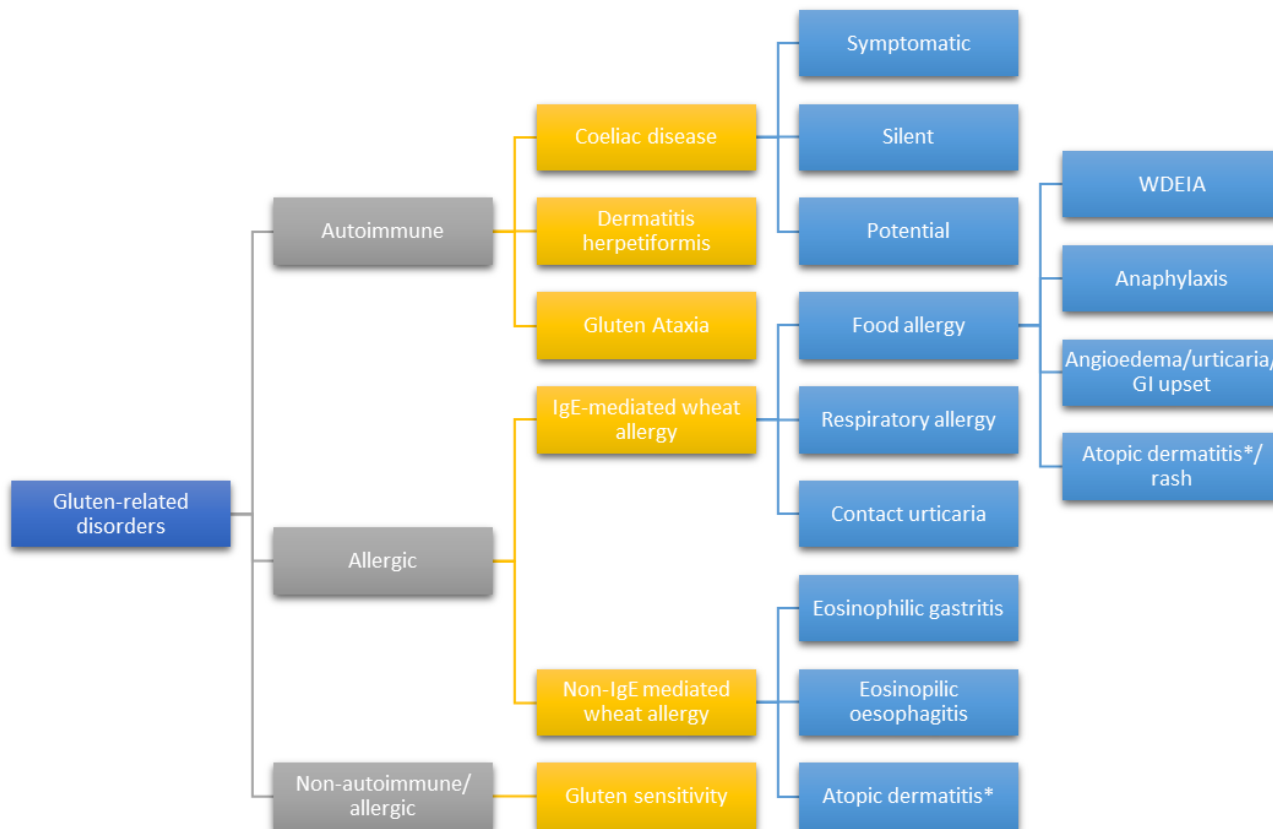 Gluten-related
disorders
Autoimmune
Allergic
Non-autoimmune/
allergic
Coeliac disease
Dermatitis
herpetiformis
Gluten Ataxia
IgE-mediated wheat
allergy
Non-IgE mediated
wheat allergy
Gluten sensitivity
Symptomatic
Silent
Potential
Food allergy
Respiratory allergy
Contact urticaria
Eosinophilic gastritis
Eosinopilic
oesophagitis
Atopic dermatitis*
WDEIA
Anaphylaxis
Angioedema/urticaria/
GI upset
Atopic dermatitis*/
rash